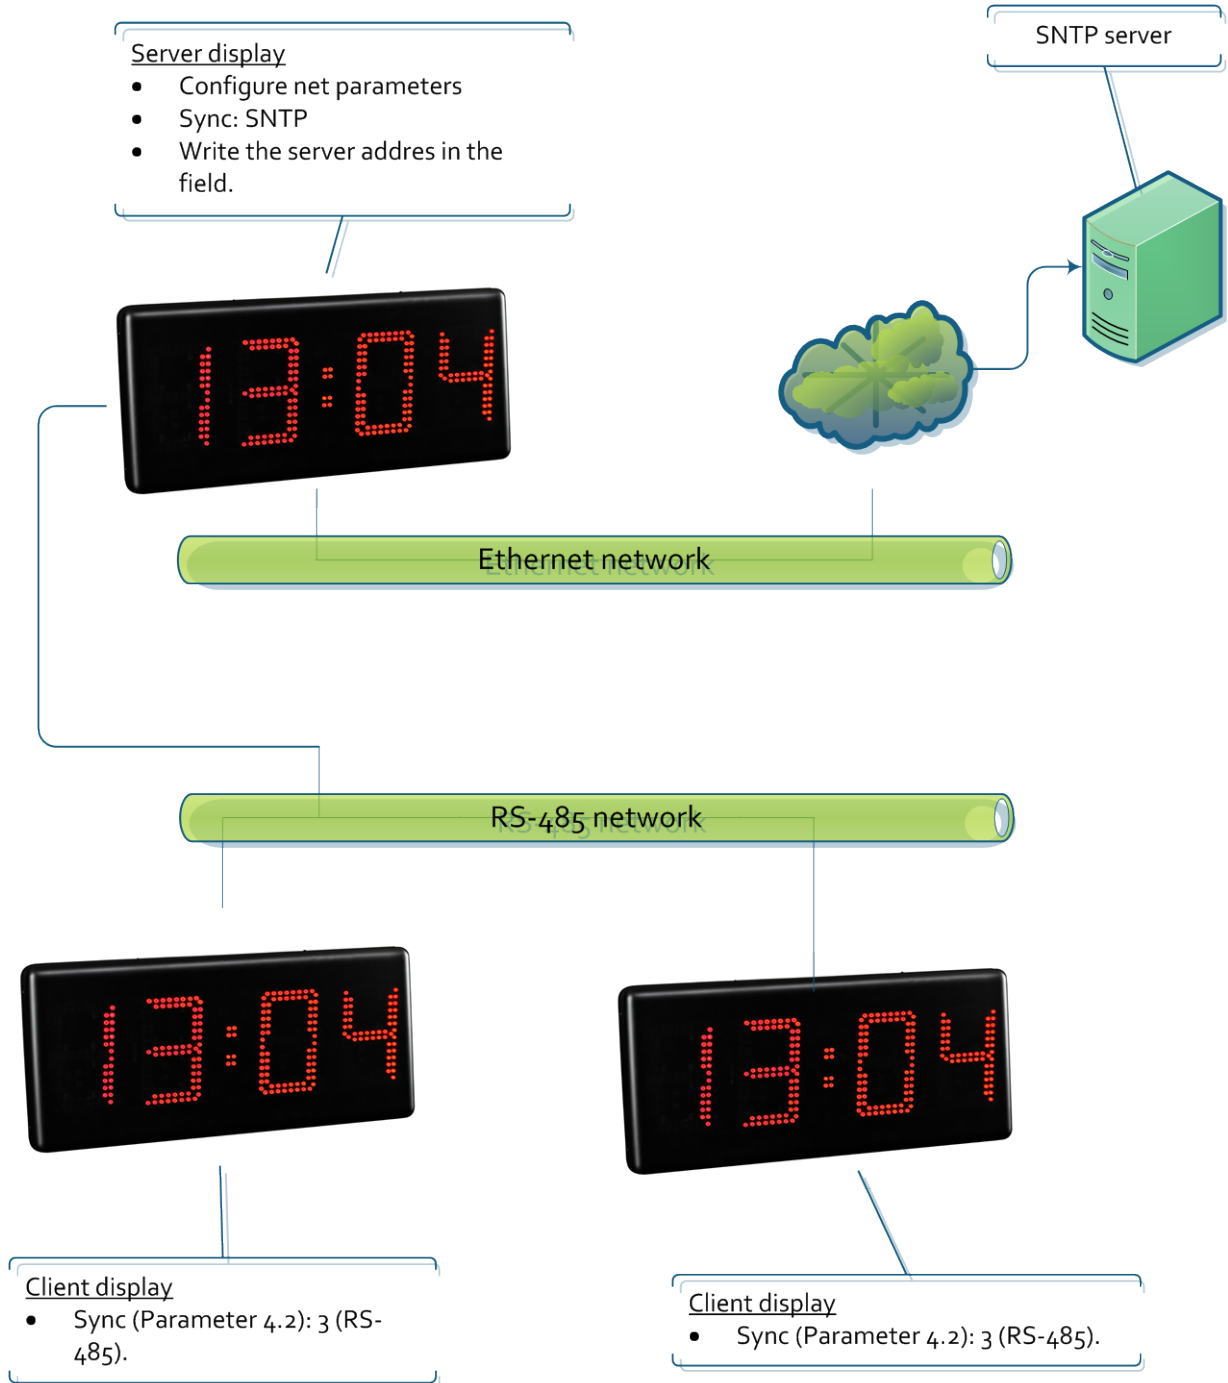 Server display
• Configure net parameters
• Sync: SNTP
• Write the server addres in the
field.
SNTP server
13:04
Ethernet network
RS-485 network
13:04
13:04
Client display
• Sync (Parameter 4.2): 3 (RS-
485).
Client display
• Sync (Parameter 4.2): 3 (RS-485).